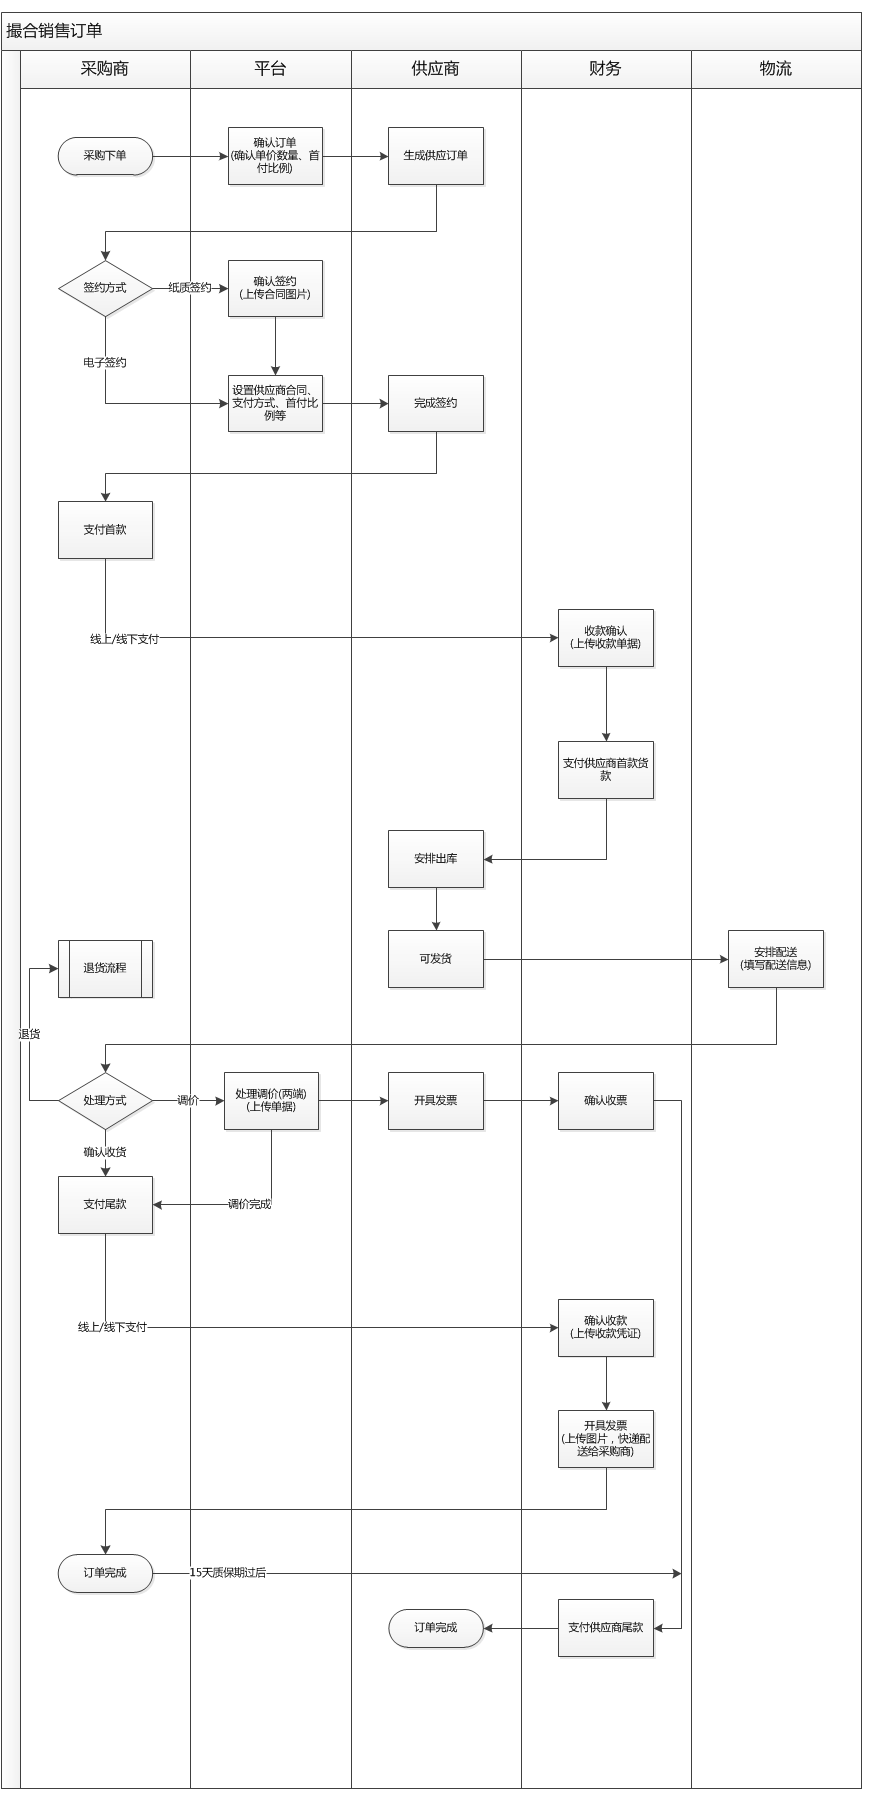 撮合销售订单
采购商
平台
供应商
财务
物流
采购下单
确认订单
(确认单价数量、首
付比例)
生成供应订单
签约方式
纸质签约
确认签约
(上传合同图片)
电子签约
设置供应商合同、
支付方式、首付比
例等
完成签约
支付首款
线上/线下支付
收款确认
(上传收款单据)
支付供应商首款货
款
安排出库
可发货
安排配送
(填写配送信息)
退货流程
退货
处理方式
调价
处理调价(两端)
(上传单据)
开具发票
确认收票
确认收货
支付尾款
调价完成
线上/线下支付
确认收款
(上传收款凭证)
开具发票
(上传图片，快递配
送给采购商)
订单完成
15天质保期过后
订单完成
支付供应商尾款